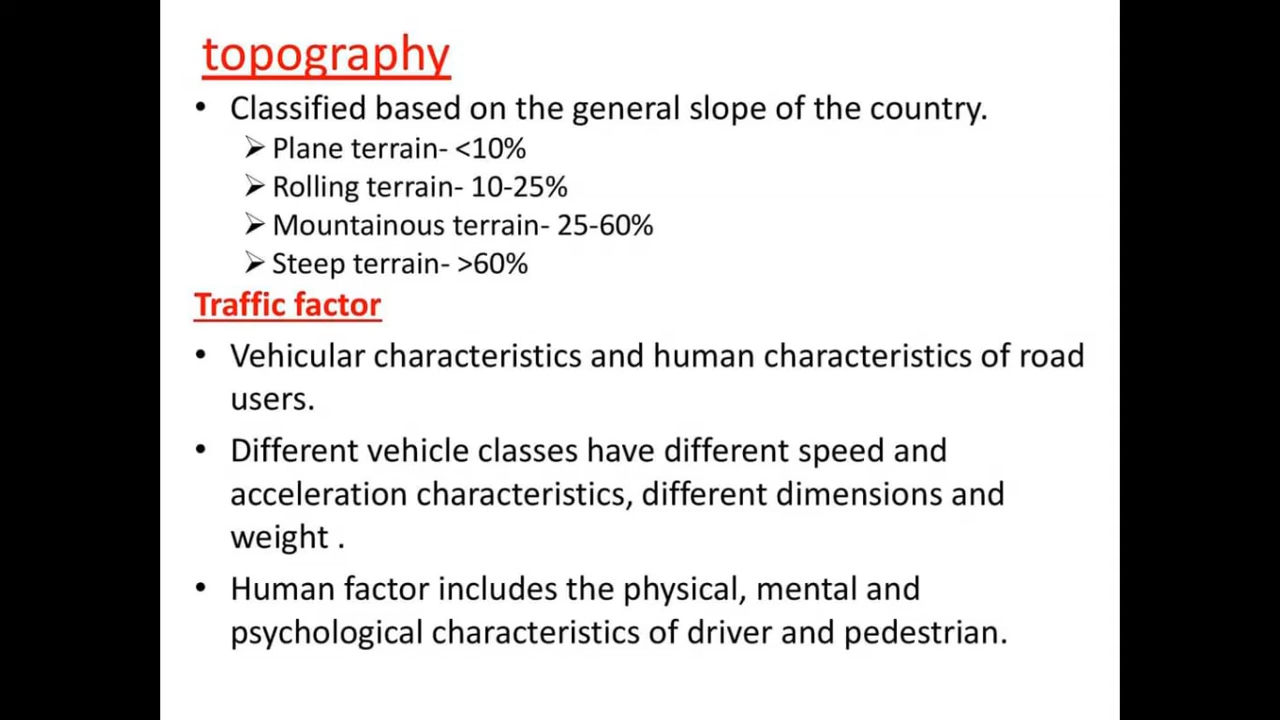 topography
• Classified based on the general slope of the country.
➢ Plane terrain- <10%
➢ Rolling terrain- 10-25%
➢ Mountainous terrain- 25-60%
➢ Steep terrain- >60%
Traffic factor
• Vehicular characteristics and human characteristics of road
users.
• Different vehicle classes have different speed and
acceleration characteristics, different dimensions and
weight .
• Human factor includes the physical, mental and
psychological characteristics of driver and pedestrian.